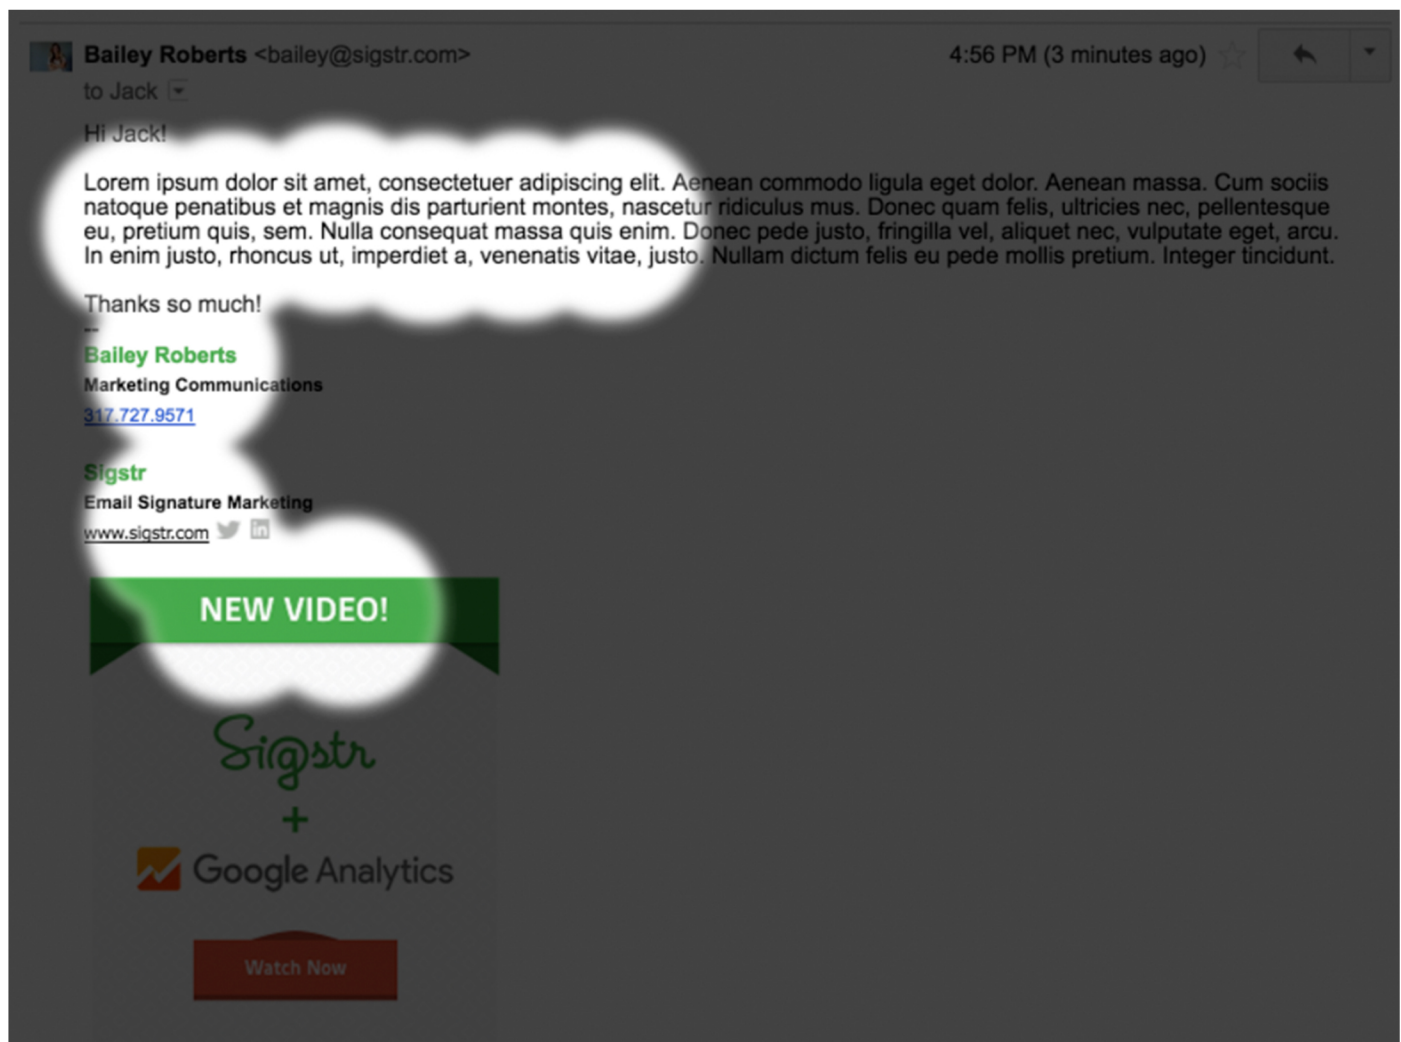 Bailey Roberts <bailey@sigstr.com>
4:56 PM (3 minutes ago)
to Jack
Hi Jack!
Lorem ipsum dolor sit amet, consectetuer adipiscing elit. Aenean commodo ligula eget dolor. Aenean massa. Cum sociis
natoque penatibus et magnis dis parturient montes, nascetur ridiculus mus. Donec quam felis, ultricies nec, pellentesque
eu, pretium quis, sem. Nulla consequat massa quis enim. Donec pede justo, fringilla vel, aliquet nec, vulputate eget, arcu.
In enim justo, rhoncus ut, imperdiet a, venenatis vitae, justo. Nullam dictum felis eu pede mollis pretium. Integer tincidunt.
Thanks so much!
--
Bailey Roberts
Marketing Communications
317.727.9571
Sigstr
Email Signature Marketing
www.sigstr.com in
NEW VIDEO!
Sigstr
+
Google Analytics
Watch Now